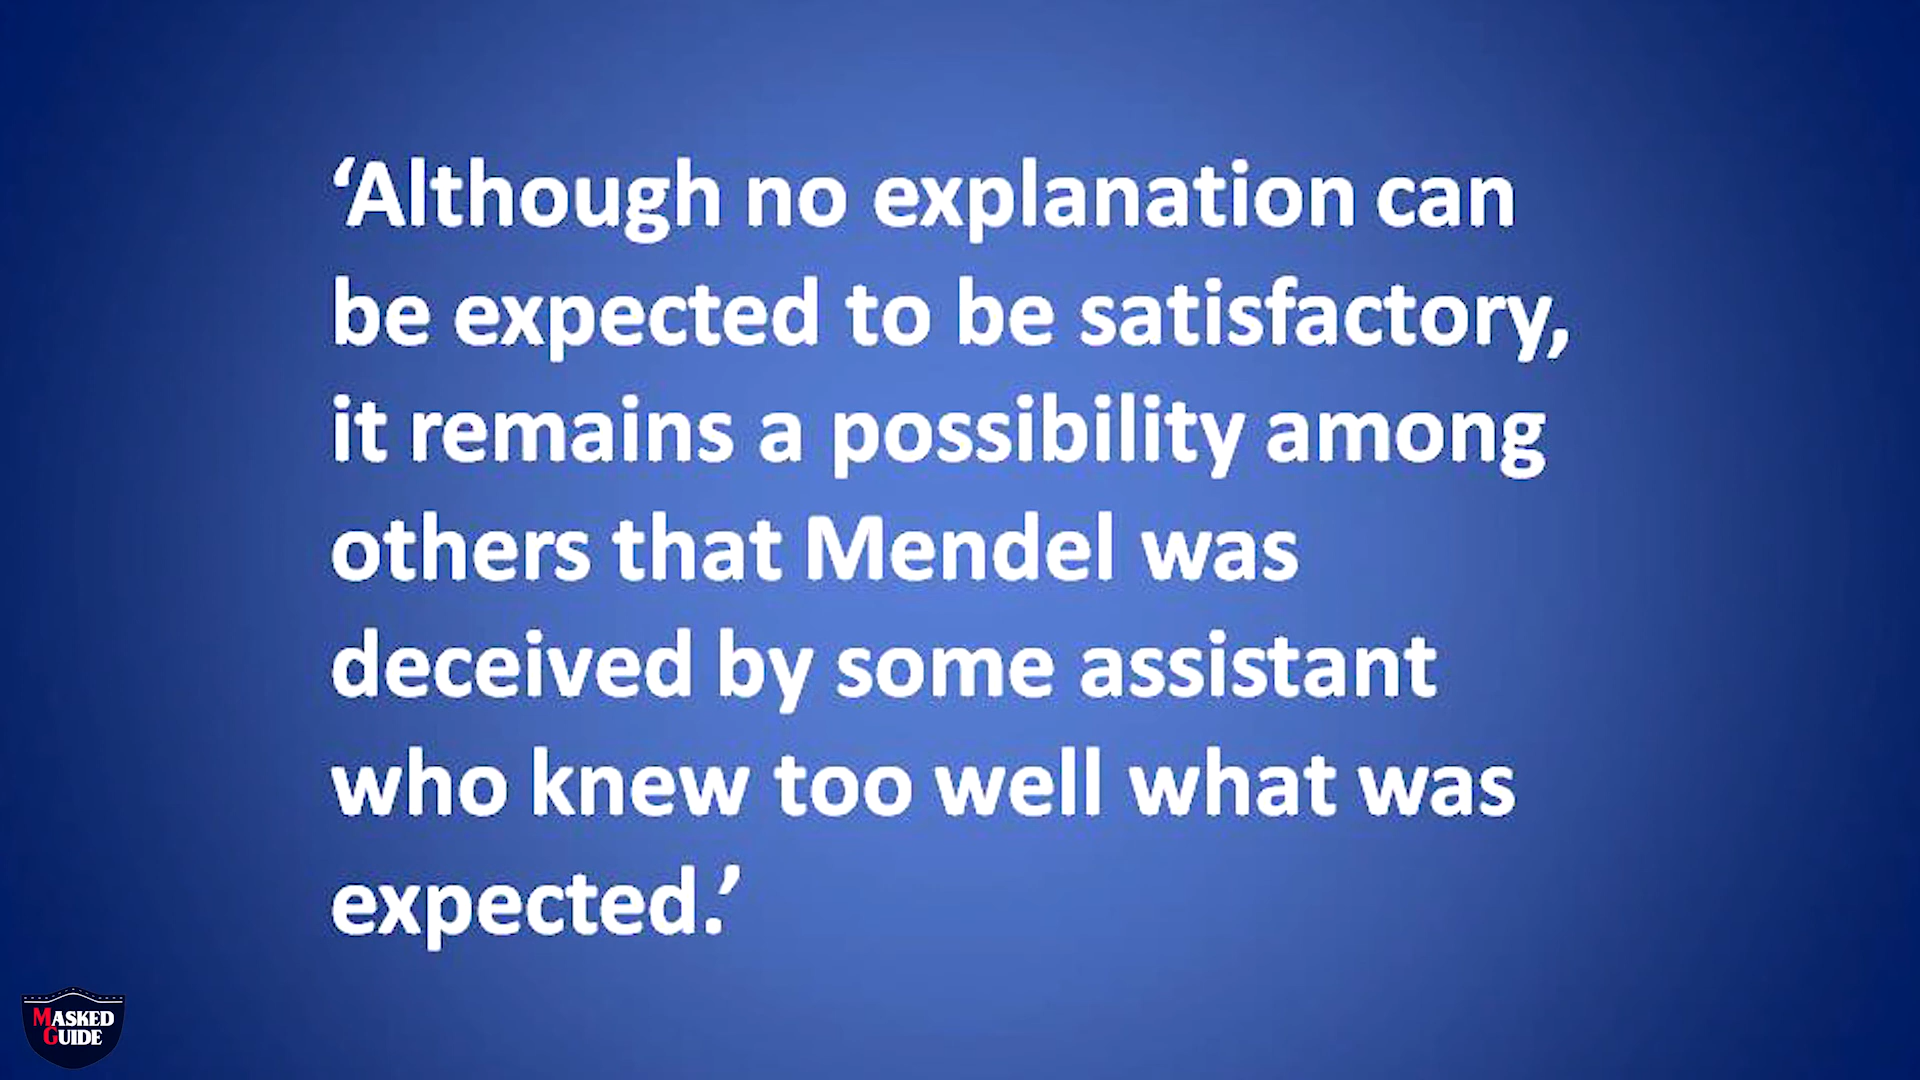 ‘Although no explanation can
be expected to be satisfactory,
it remains a possibility among
others that Mendel was
deceived by some assistant
who knew too well what was
expected.’
MASKED
GUIDE